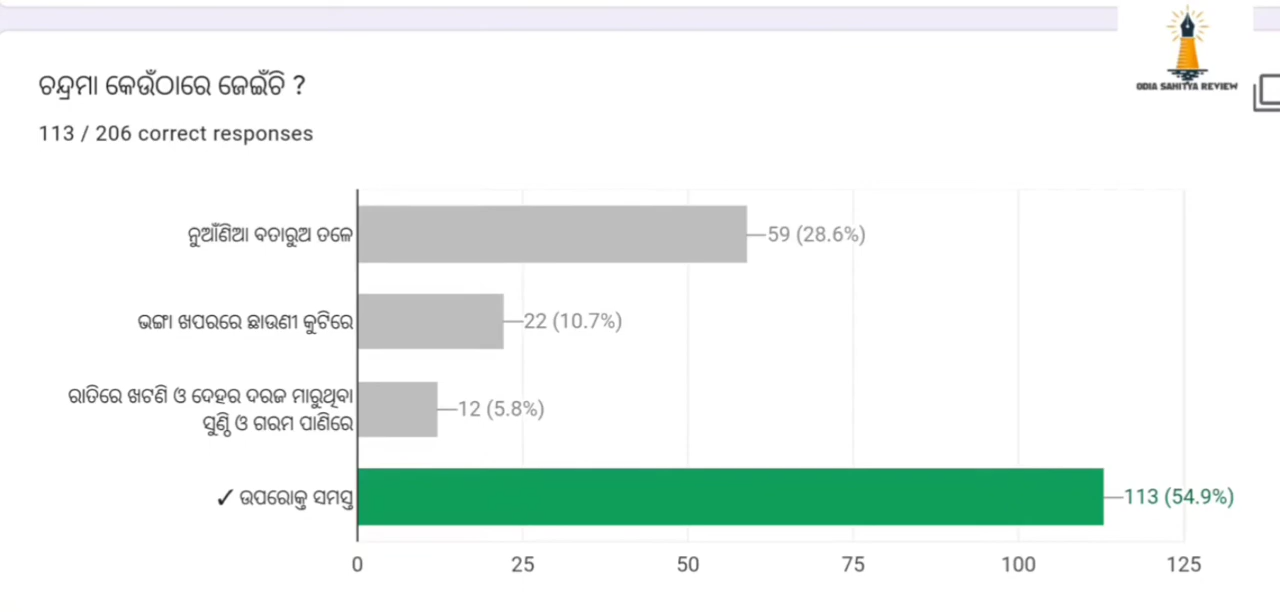 ODIA SAHITYA REVIEW
ଚନ୍ଦ୍ରମା କେଉଁଠାରେ ଜେଇଁଚି ?
113 / 206 correct responses
ନୁଆଁଣିଆ ବତାରୁଅ ତଳେ
59 (28.6%)
ଭଙ୍ଗା ଖପରରେ ଛାଉଣୀ କୁଟିରେ
22 (10.7%)
ରାତିରେ ଖଟଣି ଓ ଦେହର ଦରଜ ମାରୁଥିବା
ସୁଣ୍ଠି ଓ ଗରମ ପାଣିରେ
12 (5.8%)
✓ ଉପରୋକ୍ତ ସମସ୍ତ
113 (54.9%)
0 25 50 75 100 125